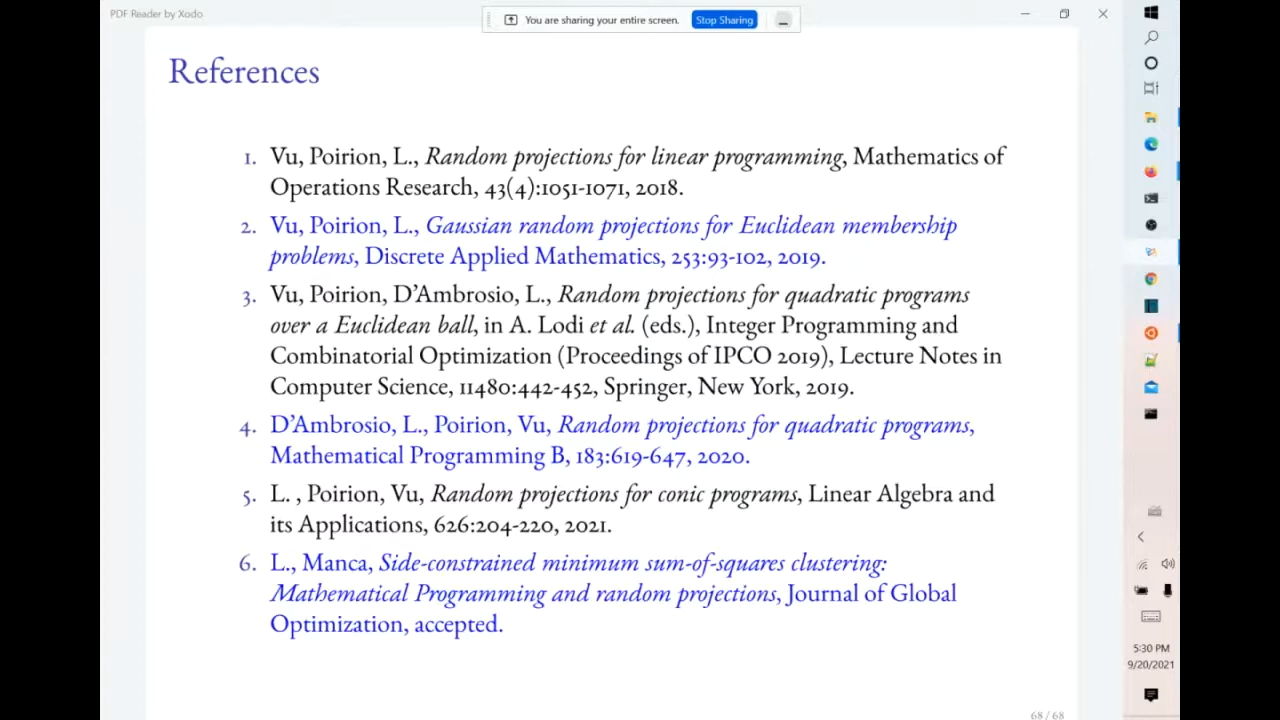 PDF Reader by Xodo
You are sharing your entire screen. Stop Sharing
References
1. Vu, Poirion, L., Random projections for linear programming, Mathematics of
Operations Research, 43(4):1051-1071, 2018.
2. Vu, Poirion, L., Gaussian random projections for Euclidean membership
problems, Discrete Applied Mathematics, 253:93-102, 2019.
3. Vu, Poirion, D'Ambrosio, L., Random projections for quadratic programs
over a Euclidean ball, in A. Lodi et al. (eds.), Integer Programming and
Combinatorial Optimization (Proceedings of IPCO 2019), Lecture Notes in
Computer Science, 11480:442-452, Springer, New York, 2019.
4. D'Ambrosio, L., Poirion, Vu, Random projections for quadratic programs,
Mathematical Programming B, 183:619-647, 2020.
5. L. , Poirion, Vu, Random projections for conic programs, Linear Algebra and
its Applications, 626:204-220, 2021.
6. L., Manca, Side-constrained minimum sum-of-squares clustering:
Mathematical Programming and random projections, Journal of Global
Optimization, accepted.
68 / 68
5:30 PM
9/20/2021